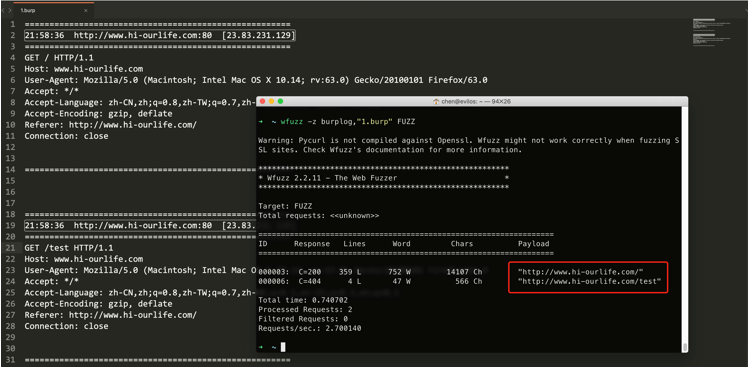 1.burp
1 ====================================================
2 21:58:36 http://www.hi-ourlife.com:80 [23.83.231.129]
3 ====================================================
4 GET / HTTP/1.1
5 Host: www.hi-ourlife.com
6 User-Agent: Mozilla/5.0 (Macintosh; Intel Mac OS X 10.14; rv:63.0) Gecko/20100101 Firefox/63.0
7 Accept: */*
8 Accept-Language: zh-CN,zh;q=0.8,zh-TW;q=0.7,zh-
9 Accept-Encoding: gzip, deflate
10 Referer: http://www.hi-ourlife.com/
11 Connection: close
12
13
14 ====================================================
15
16
17
18 ====================================================
19 21:58:36 http://www.hi-ourlife.com:80 [23.83.
20 ====================================================
21 GET /test HTTP/1.1
22 Host: www.hi-ourlife.com
23 User-Agent: Mozilla/5.0 (Macintosh; Intel Mac OS
24 Accept: */*
25 Accept-Language: zh-CN,zh;q=0.8,zh-TW;q=0.7,zh-
26 Accept-Encoding: gzip, deflate
27 Referer: http://www.hi-ourlife.com/
28 Connection: close
29
30
31 ====================================================
chen@evilos: ~ — 94×26
➜ ~ wfuzz -z burplog,"1.burp" FUZZ
Warning: Pycurl is not compiled against Openssl. Wfuzz might not work correctly when fuzzing S
SL sites. Check Wfuzz's documentation for more information.
********************************************************
* Wfuzz 2.2.11 - The Web Fuzzer *
********************************************************
Target: FUZZ
Total requests: <<unknown>>
==================================================================
ID Response Lines Word Chars Payload
==================================================================
000003: C=200 359 L 752 W 14107 Ch "http://www.hi-ourlife.com/"
000006: C=404 4 L 47 W 566 Ch "http://www.hi-ourlife.com/test"
Total time: 0.740702
Processed Requests: 2
Filtered Requests: 0
Requests/sec.: 2.700140
➜ ~